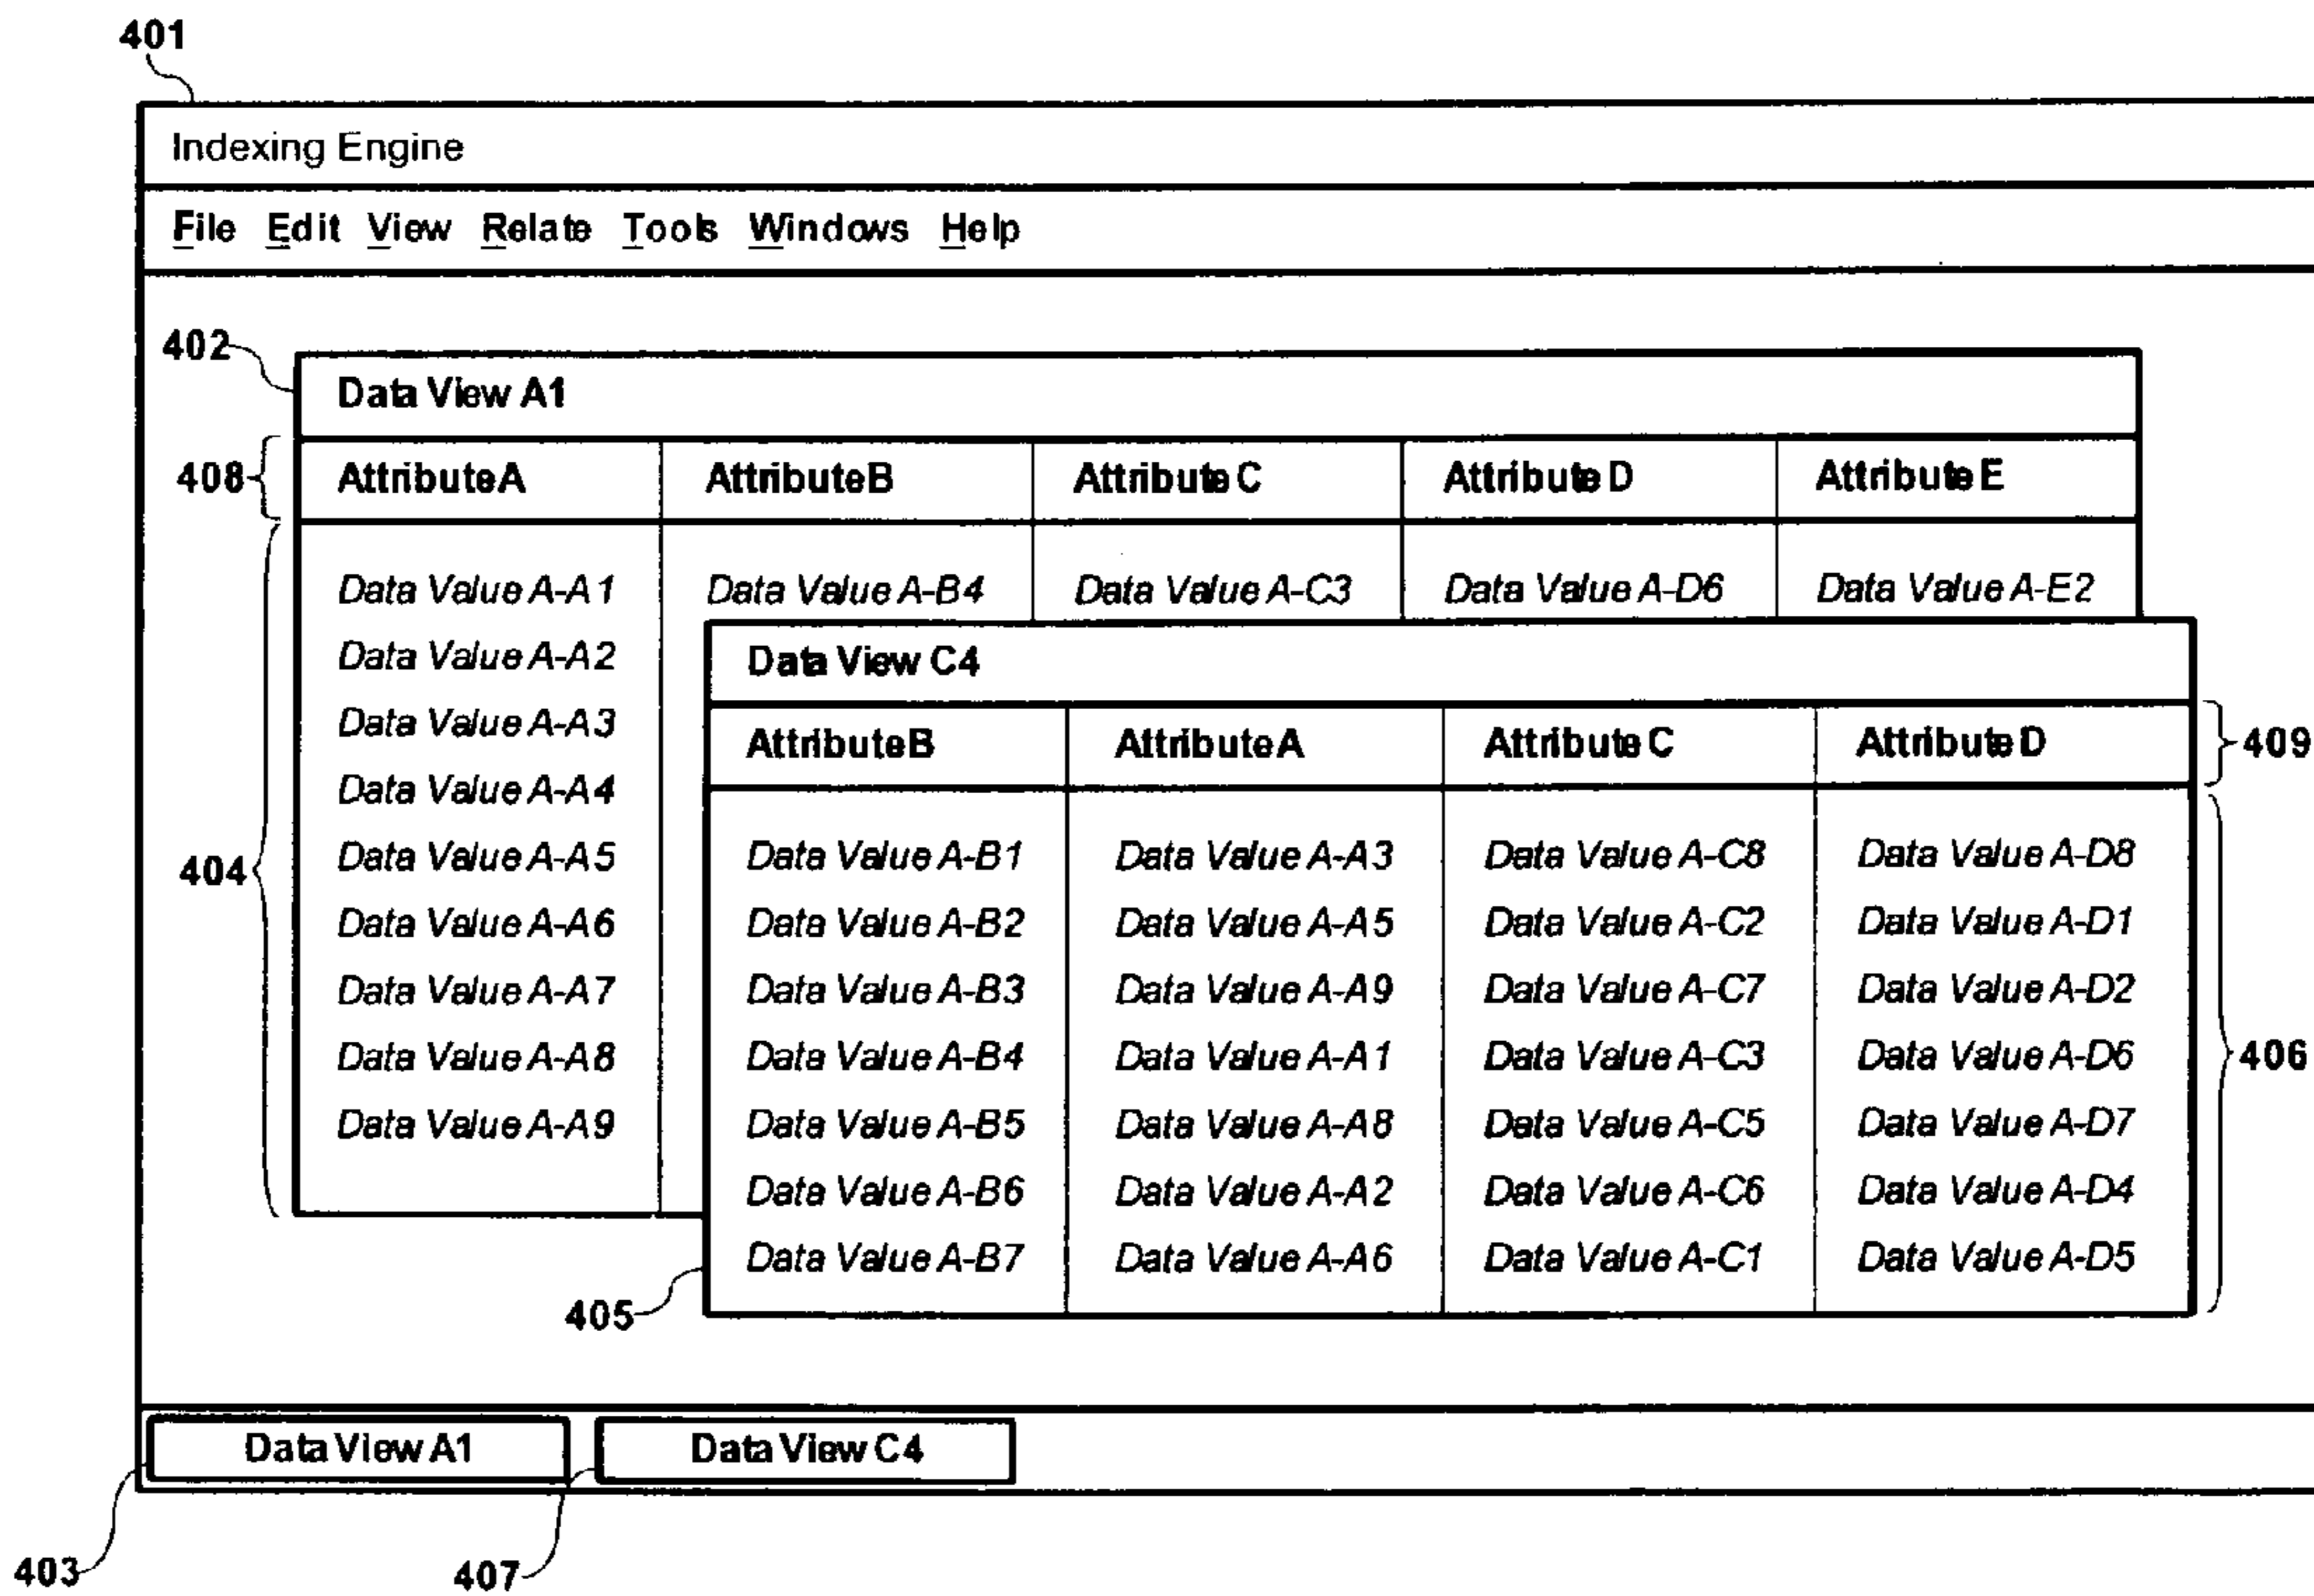 401
Indexing Engine
File Edit View Relate Tools Windows Help
402
Data View A1
408
Attribute A Attribute B Attribute C Attribute D Attribute E
Data Value A-A1 Data Value A-B4 Data Value A-C3 Data Value A-D6 Data Value A-E2
Data Value A-A2
Data Value A-A3
Data Value A-A4
404
Data Value A-A5
Data Value A-A6
Data Value A-A7
Data Value A-A8
Data Value A-A9
Data View C4
Attribute B Attribute A Attribute C Attribute D
409
Data Value A-B1 Data Value A-A3 Data Value A-C8 Data Value A-D8
Data Value A-B2 Data Value A-A5 Data Value A-C2 Data Value A-D1
Data Value A-B3 Data Value A-A9 Data Value A-C7 Data Value A-D2
Data Value A-B4 Data Value A-A1 Data Value A-C3 Data Value A-D6
406
Data Value A-B5 Data Value A-A8 Data Value A-C5 Data Value A-D7
Data Value A-B6 Data Value A-A2 Data Value A-C6 Data Value A-D4
Data Value A-B7 Data Value A-A6 Data Value A-C1 Data Value A-D5
405
Data View A1 Data View C4
403
407